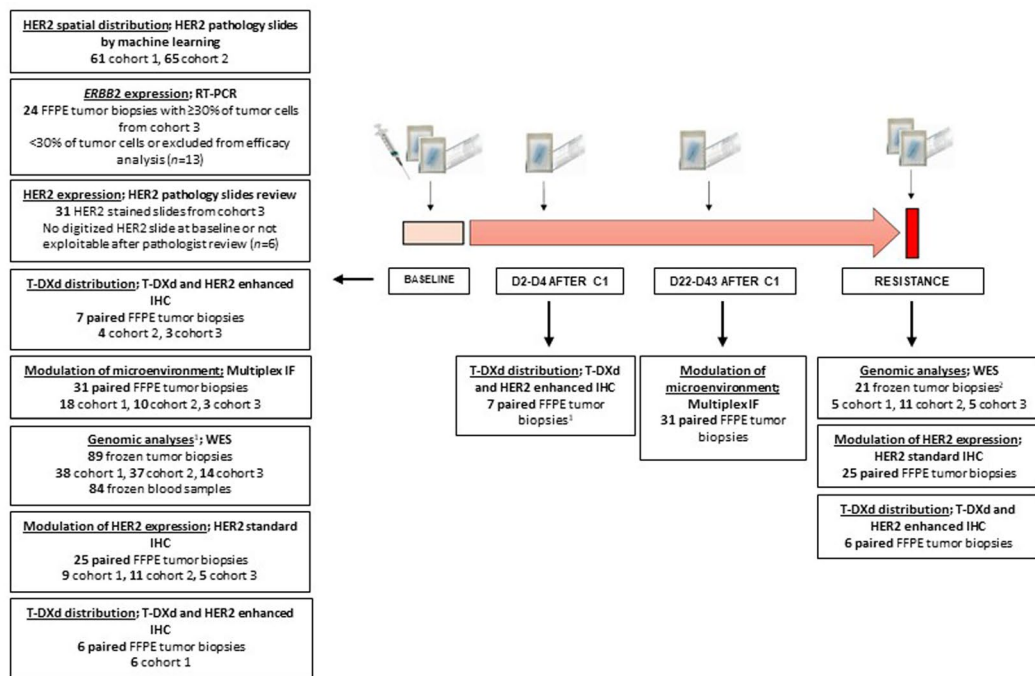 HER2 spatial distribution; HER2 pathology slides
by machine learning
61 cohort 1, 65 cohort 2
ERBB2 expression; RT-PCR
24 FFPE tumor biopsies with ≥30% of tumor cells
from cohort 3
<30% of tumor cells or excluded from efficacy
analysis (n=13)
HER2 expression; HER2 pathology slides review
31 HER2 stained slides from cohort 3
No digitized HER2 slide at baseline or not
exploitable after pathologist review (n=6)
T-DXd distribution; T-DXd and HER2 enhanced
IHC
7 paired FFPE tumor biopsies
4 cohort 2, 3 cohort 3
Modulation of microenvironment; Multiplex IF
31 paired FFPE tumor biopsies
18 cohort 1, 10 cohort 2, 3 cohort 3
Genomic analyses¹; WES
89 frozen tumor biopsies
38 cohort 1, 37 cohort 2, 14 cohort 3
84 frozen blood samples
Modulation of HER2 expression; HER2 standard
IHC
25 paired FFPE tumor biopsies
9 cohort 1, 11 cohort 2, 5 cohort 3
T-DXd distribution; T-DXd and HER2 enhanced
IHC
6 paired FFPE tumor biopsies
6 cohort 1
BASELINE
D2-D4 AFTER C1
D22-D43 AFTER C1
RESISTANCE
T-DXd distribution; T-DXd
and HER2 enhanced IHC
7 paired FFPE tumor
biopsies¹
Modulation of
microenvironment;
Multiplex IF
31 paired FFPE tumor
biopsies
Genomic analyses; WES
21 frozen tumor biopsies²
5 cohort 1, 11 cohort 2, 5 cohort 3
Modulation of HER2 expression;
HER2 standard IHC
25 paired FFPE tumor biopsies
T-DXd distribution; T-DXd and
HER2 enhanced IHC
6 paired FFPE tumor biopsies